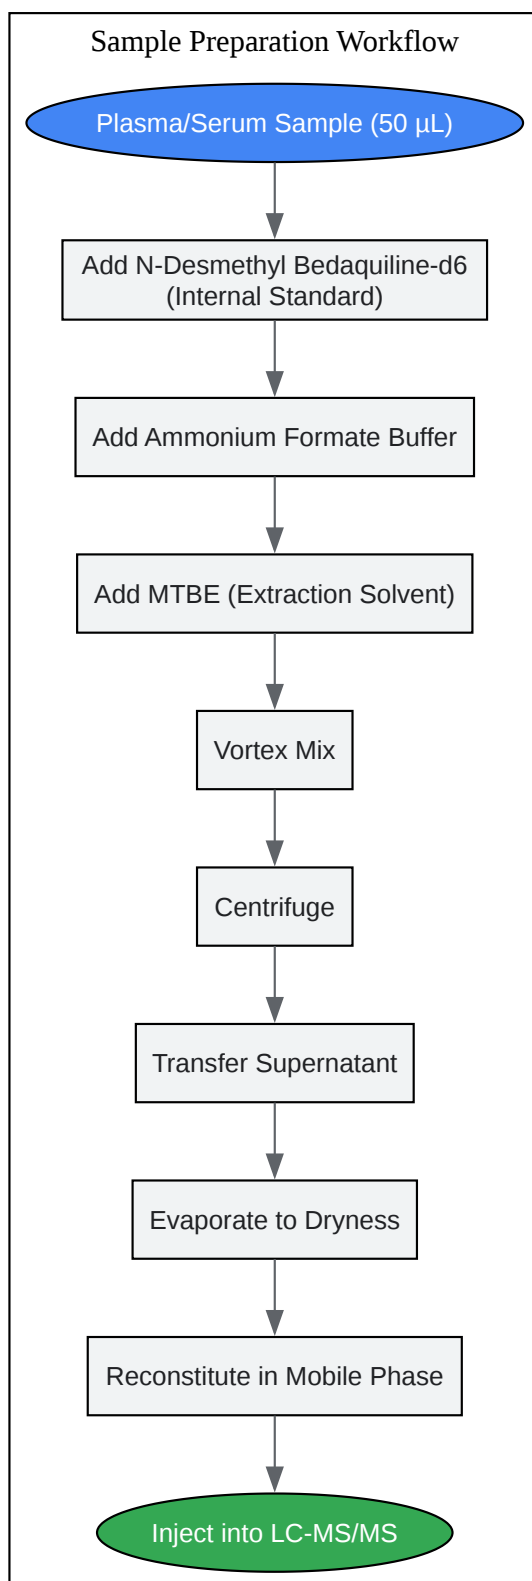 Sample Preparation Workflow
Plasma/Serum Sample (50 µL)
Add N-Desmethyl Bedaquiline-d6
(Internal Standard)
Add Ammonium Formate Buffer
Add MTBE (Extraction Solvent)
Vortex Mix
Centrifuge
Transfer Supernatant
Evaporate to Dryness
Reconstitute in Mobile Phase
Inject into LC-MS/MS